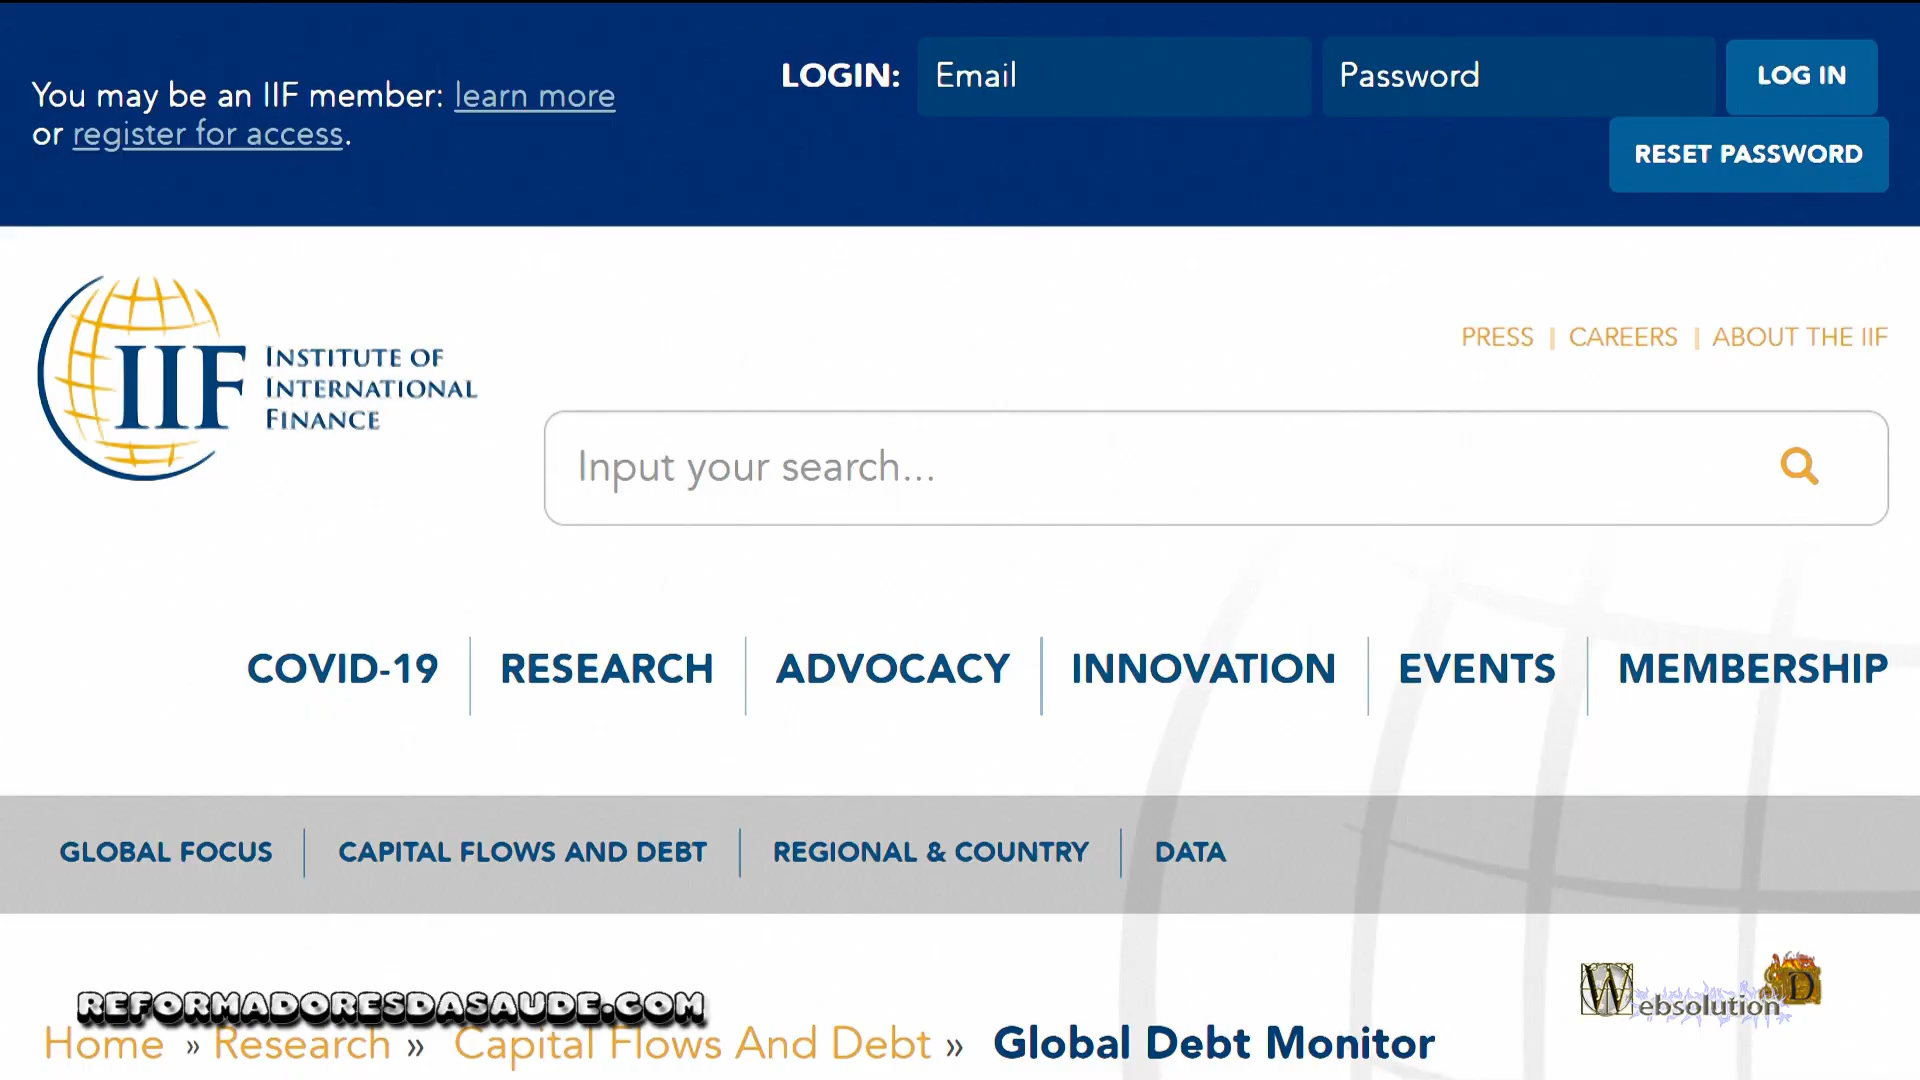 You may be an IIF member: learn more
or register for access.
LOGIN: Email Password LOG IN
RESET PASSWORD
IIF INSTITUTE OF
INTERNATIONAL
FINANCE
PRESS | CAREERS | ABOUT THE IIF
Input your search...
COVID-19 RESEARCH ADVOCACY INNOVATION EVENTS MEMBERSHIP
GLOBAL FOCUS CAPITAL FLOWS AND DEBT REGIONAL & COUNTRY DATA
REFORMADORESDASAUDE.COM
Websolution D
Home » Research » Capital Flows And Debt » Global Debt Monitor